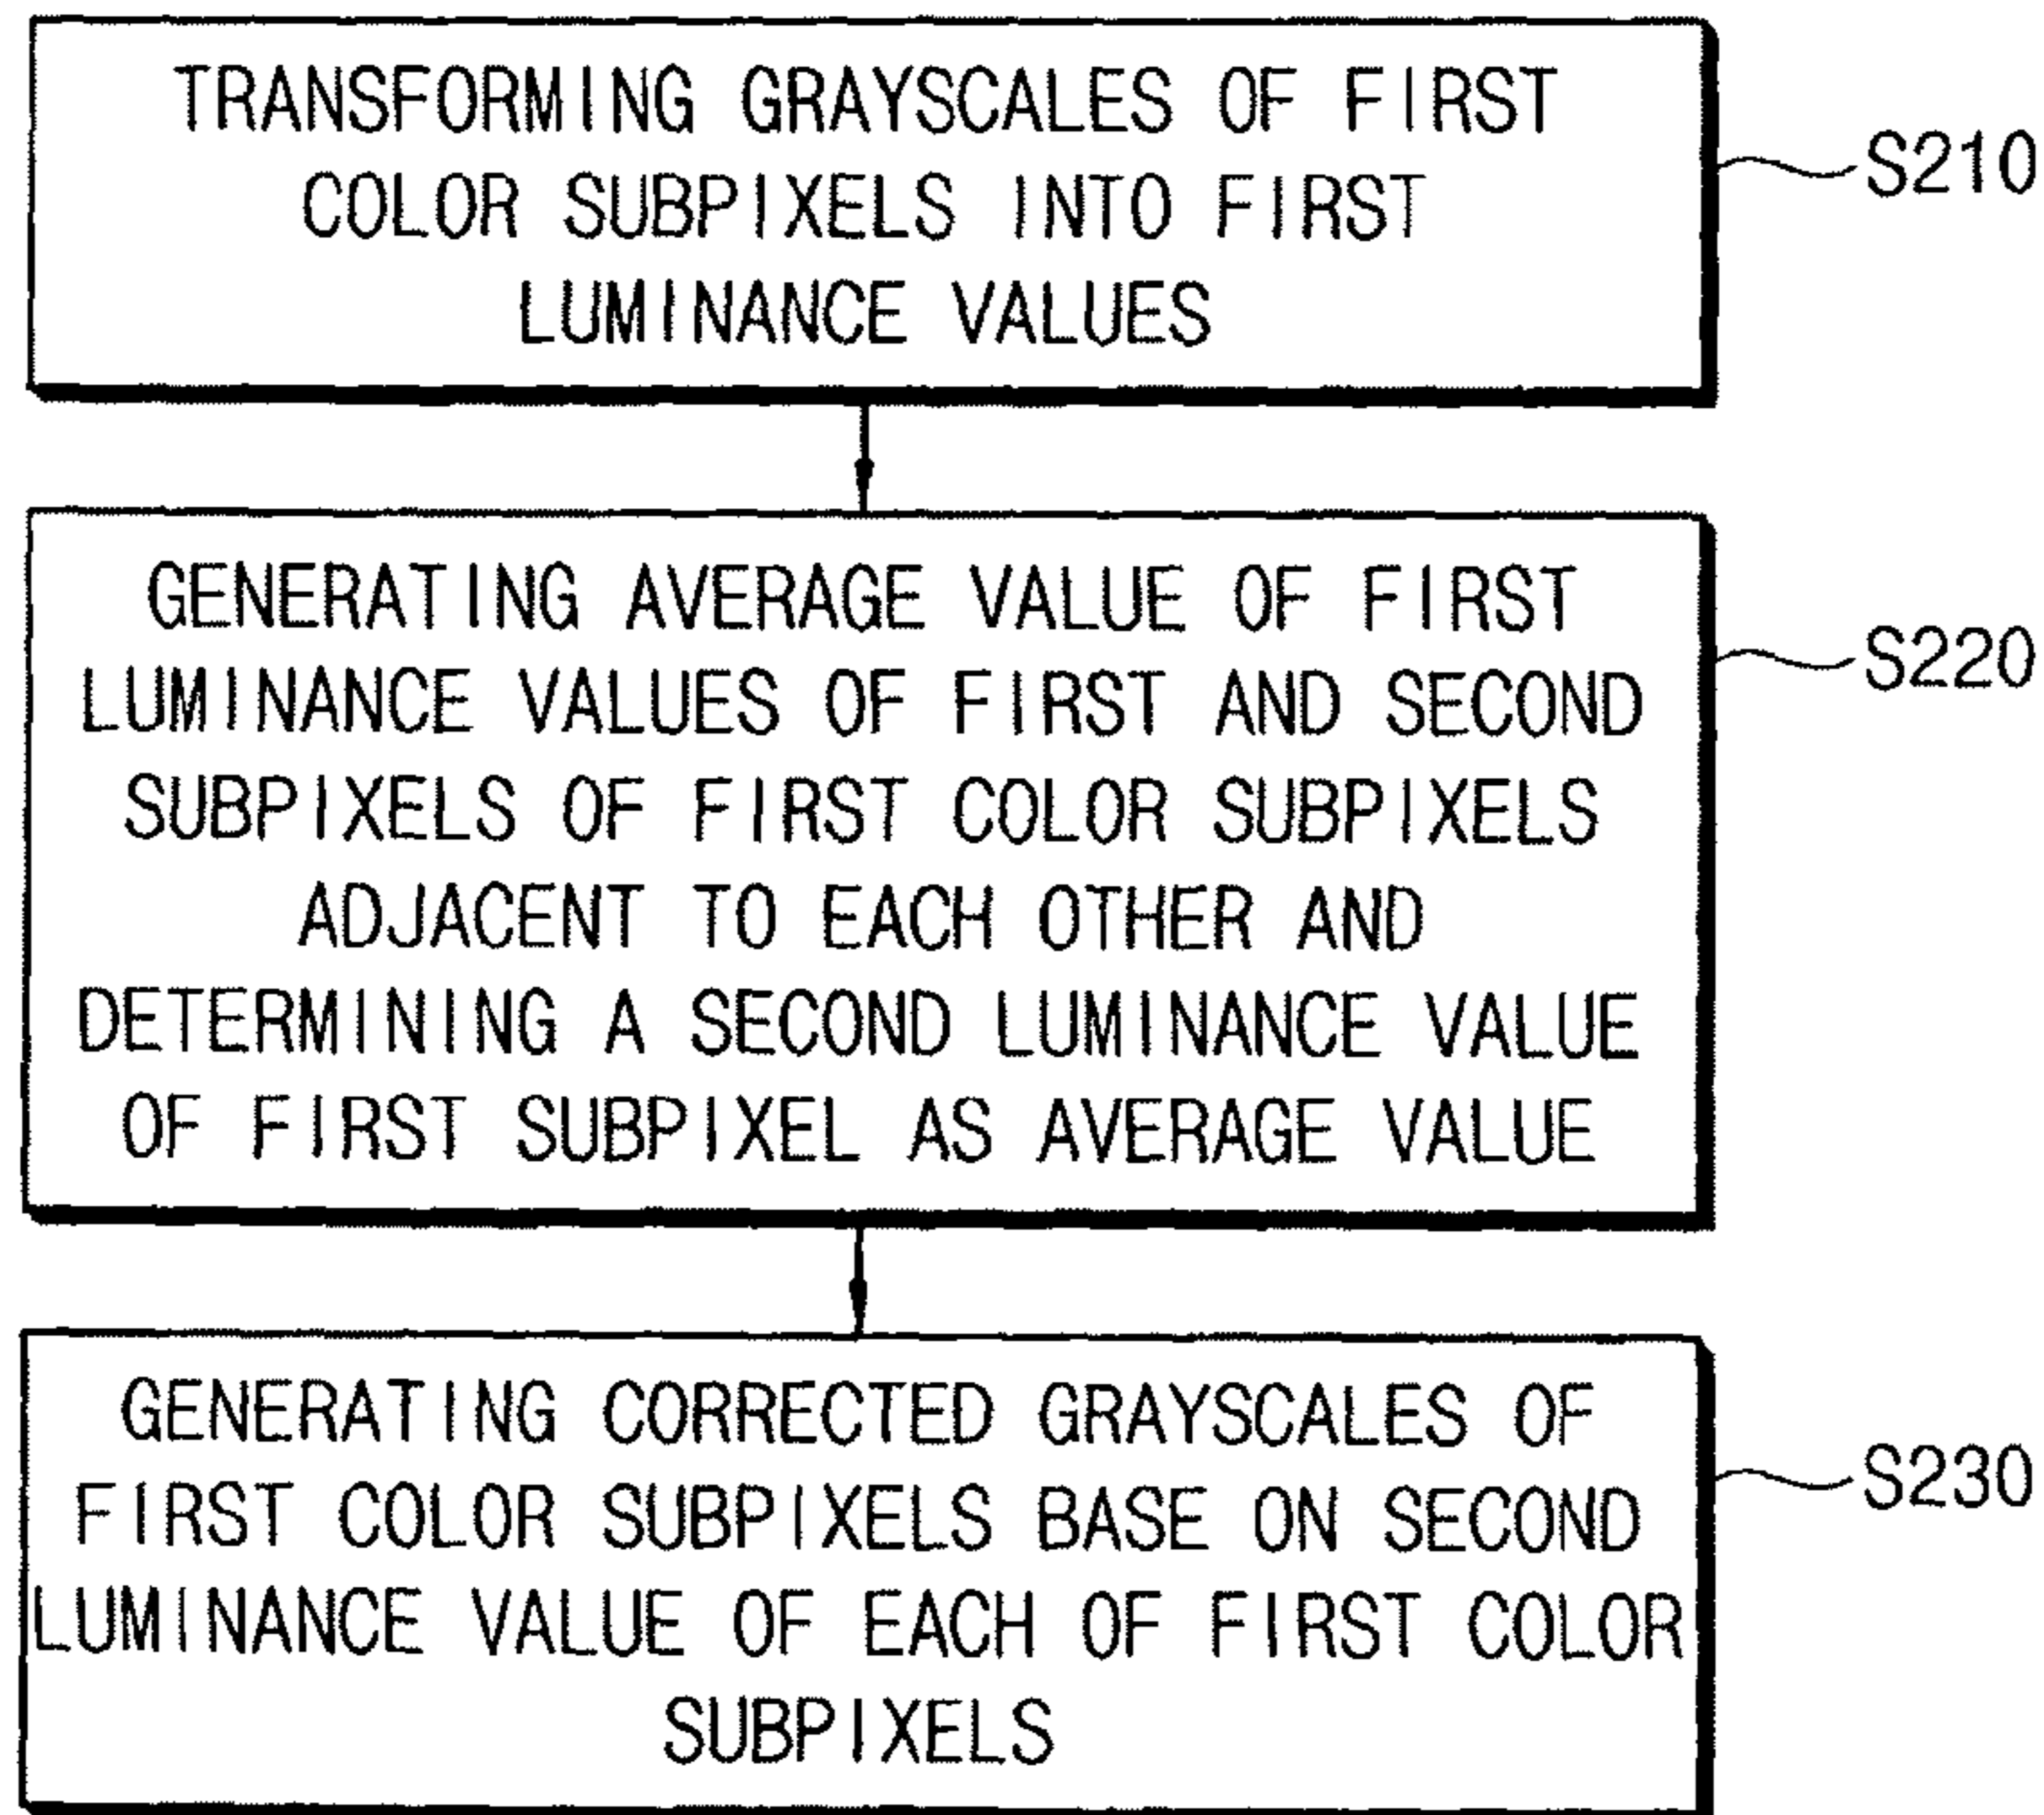 TRANSFORMING GRAYSCALES OF FIRST
COLOR SUBPIXELS INTO FIRST
LUMINANCE VALUES
S210
GENERATING AVERAGE VALUE OF FIRST
LUMINANCE VALUES OF FIRST AND SECOND
SUBPIXELS OF FIRST COLOR SUBPIXELS
ADJACENT TO EACH OTHER AND
DETERMINING A SECOND LUMINANCE VALUE
OF FIRST SUBPIXEL AS AVERAGE VALUE
S220
GENERATING CORRECTED GRAYSCALES OF
FIRST COLOR SUBPIXELS BASE ON SECOND
LUMINANCE VALUE OF EACH OF FIRST COLOR
SUBPIXELS
S230